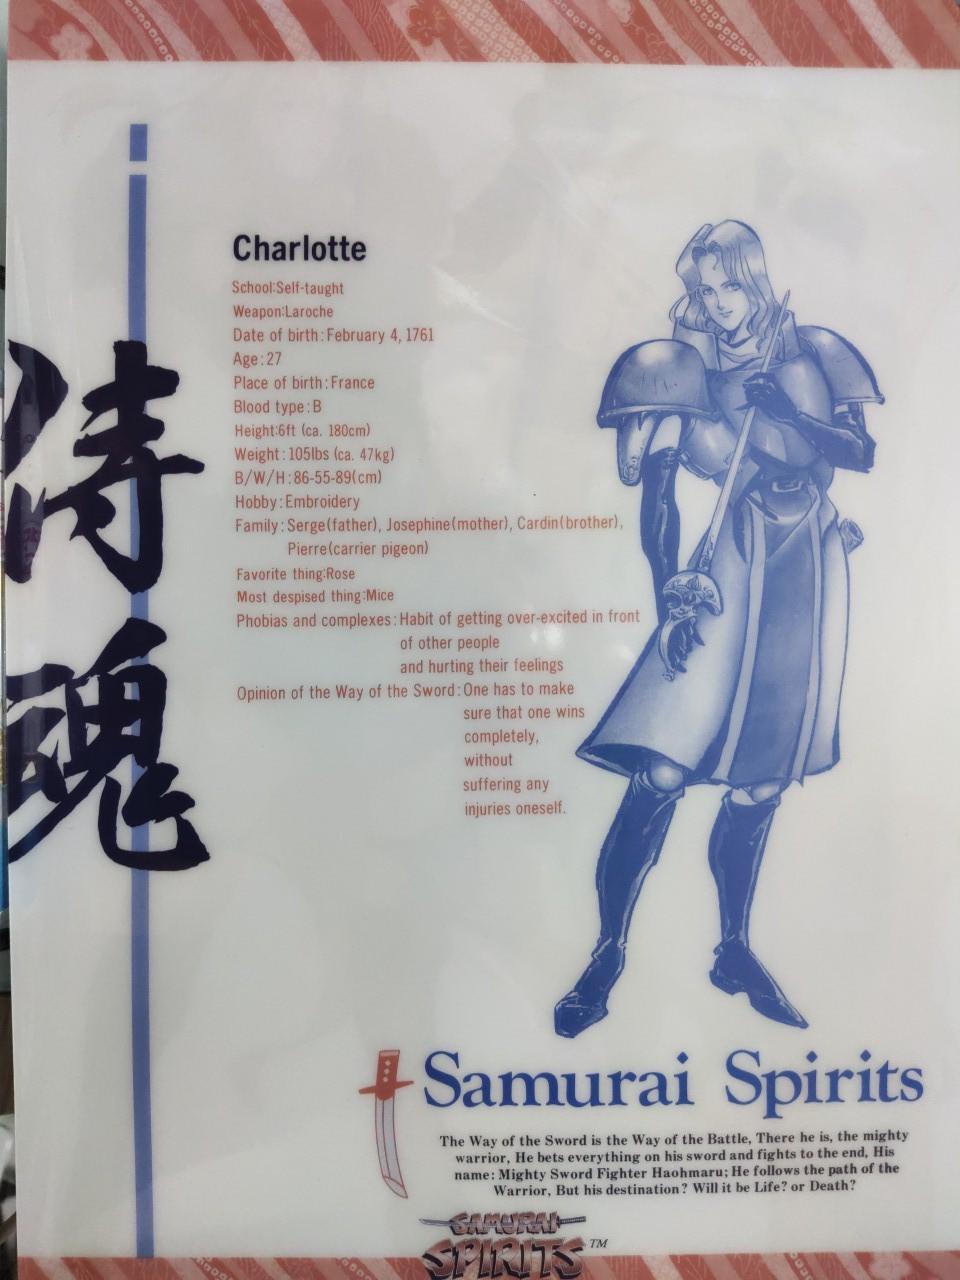 侍
魂
Charlotte
School:Self-taught
Weapon:Laroche
Date of birth:February 4, 1761
Age:27
Place of birth:France
Blood type:B
Height:6ft (ca. 180cm)
Weight:105lbs (ca. 47kg)
B/W/H:86-55-89(cm)
Hobby:Embroidery
Family:Serge(father), Josephine(mother), Cardin(brother),
Pierre(carrier pigeon)
Favorite thing:Rose
Most despised thing:Mice
Phobias and complexes:Habit of getting over-excited in front
of other people
and hurting their feelings
Opinion of the Way of the Sword:One has to make
sure that one wins
completely,
without
suffering any
injuries oneself.
Samurai Spirits
The Way of the Sword is the Way of the Battle, There he is, the mighty
warrior, He bets everything on his sword and fights to the end, His
name: Mighty Sword Fighter Haohmaru; He follows the path of the
Warrior, But his destination? Will it be Life? or Death?
SAMURAI
SPIRITS TM